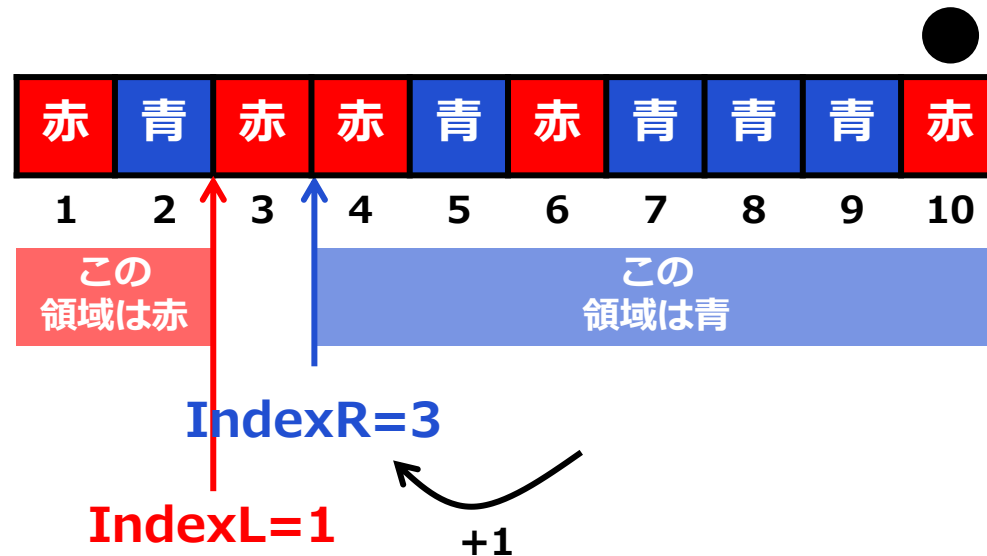 赤 青 赤 赤 青 赤 青 青 青 赤
1 2 3 4 5 6 7 8 9 10
この
領域は赤
この
領域は青
IndexR=3
IndexL=1
+1